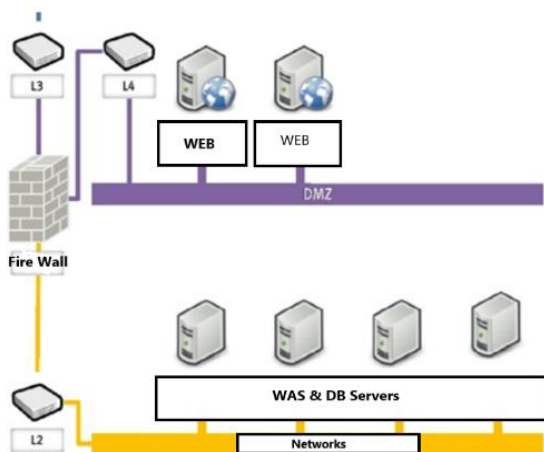 L3
L4
WEB
WEB
DMZ
Fire Wall
WAS & DB Servers
L2
Networks